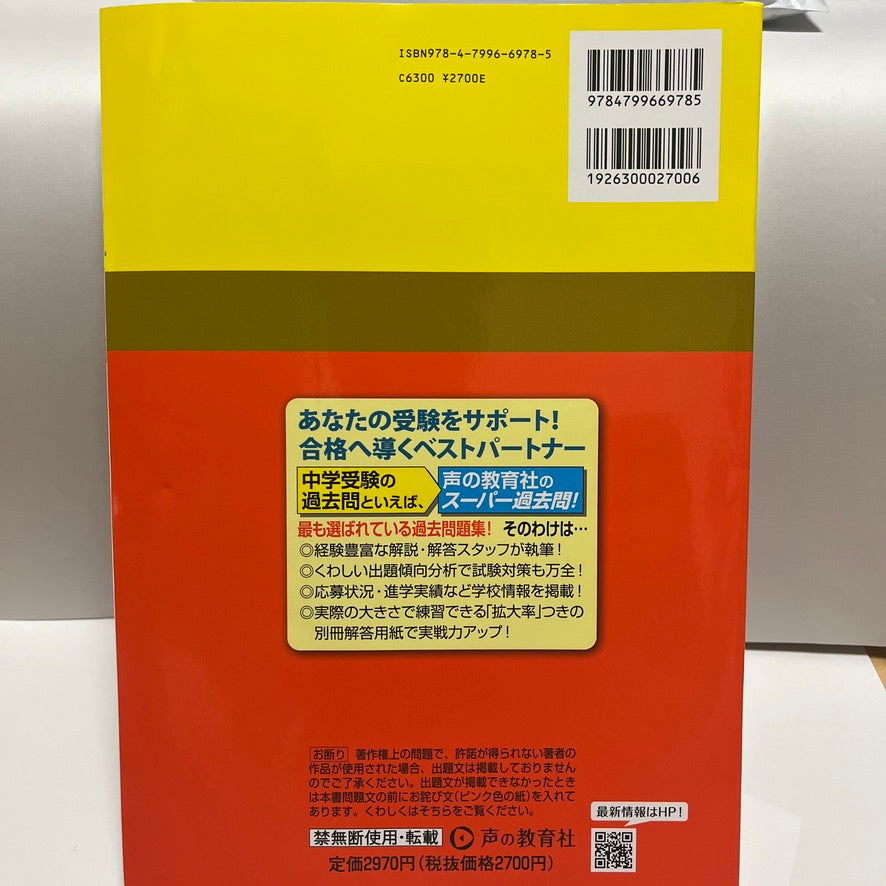 ISBN978-4-7996-6978-5
C6300 ¥2700E
9784799669785
1926300027006
あなたの受験をサポート!
合格へ導くベストパートナー
中学受験の
過去問といえば、
声の教育社の
スーパー過去問!
最も選ばれている過去問題集! そのわけは…
◎経験豊富な解説・解答スタッフが執筆!
◎くわしい出題傾向分析で試験対策も万全!
◎応募状況・進学実績など学校情報を掲載!
◎実際の大きさで練習できる「拡大率」つきの
別冊解答用紙で実戦力アップ!
お断り 著作権上の問題で、許諾が得られない著者の
作品が使用された場合、出題文は掲載しておりません
のでご了承ください。出題文が掲載できなかったとき
は本書問題文の前にお詫び文(ピンク色の紙)を入れて
あります。くわしくはそちらをご覧ください。
最新情報はHP!
禁無断使用・転載 声の教育社
定価2970円(税抜価格2700円)